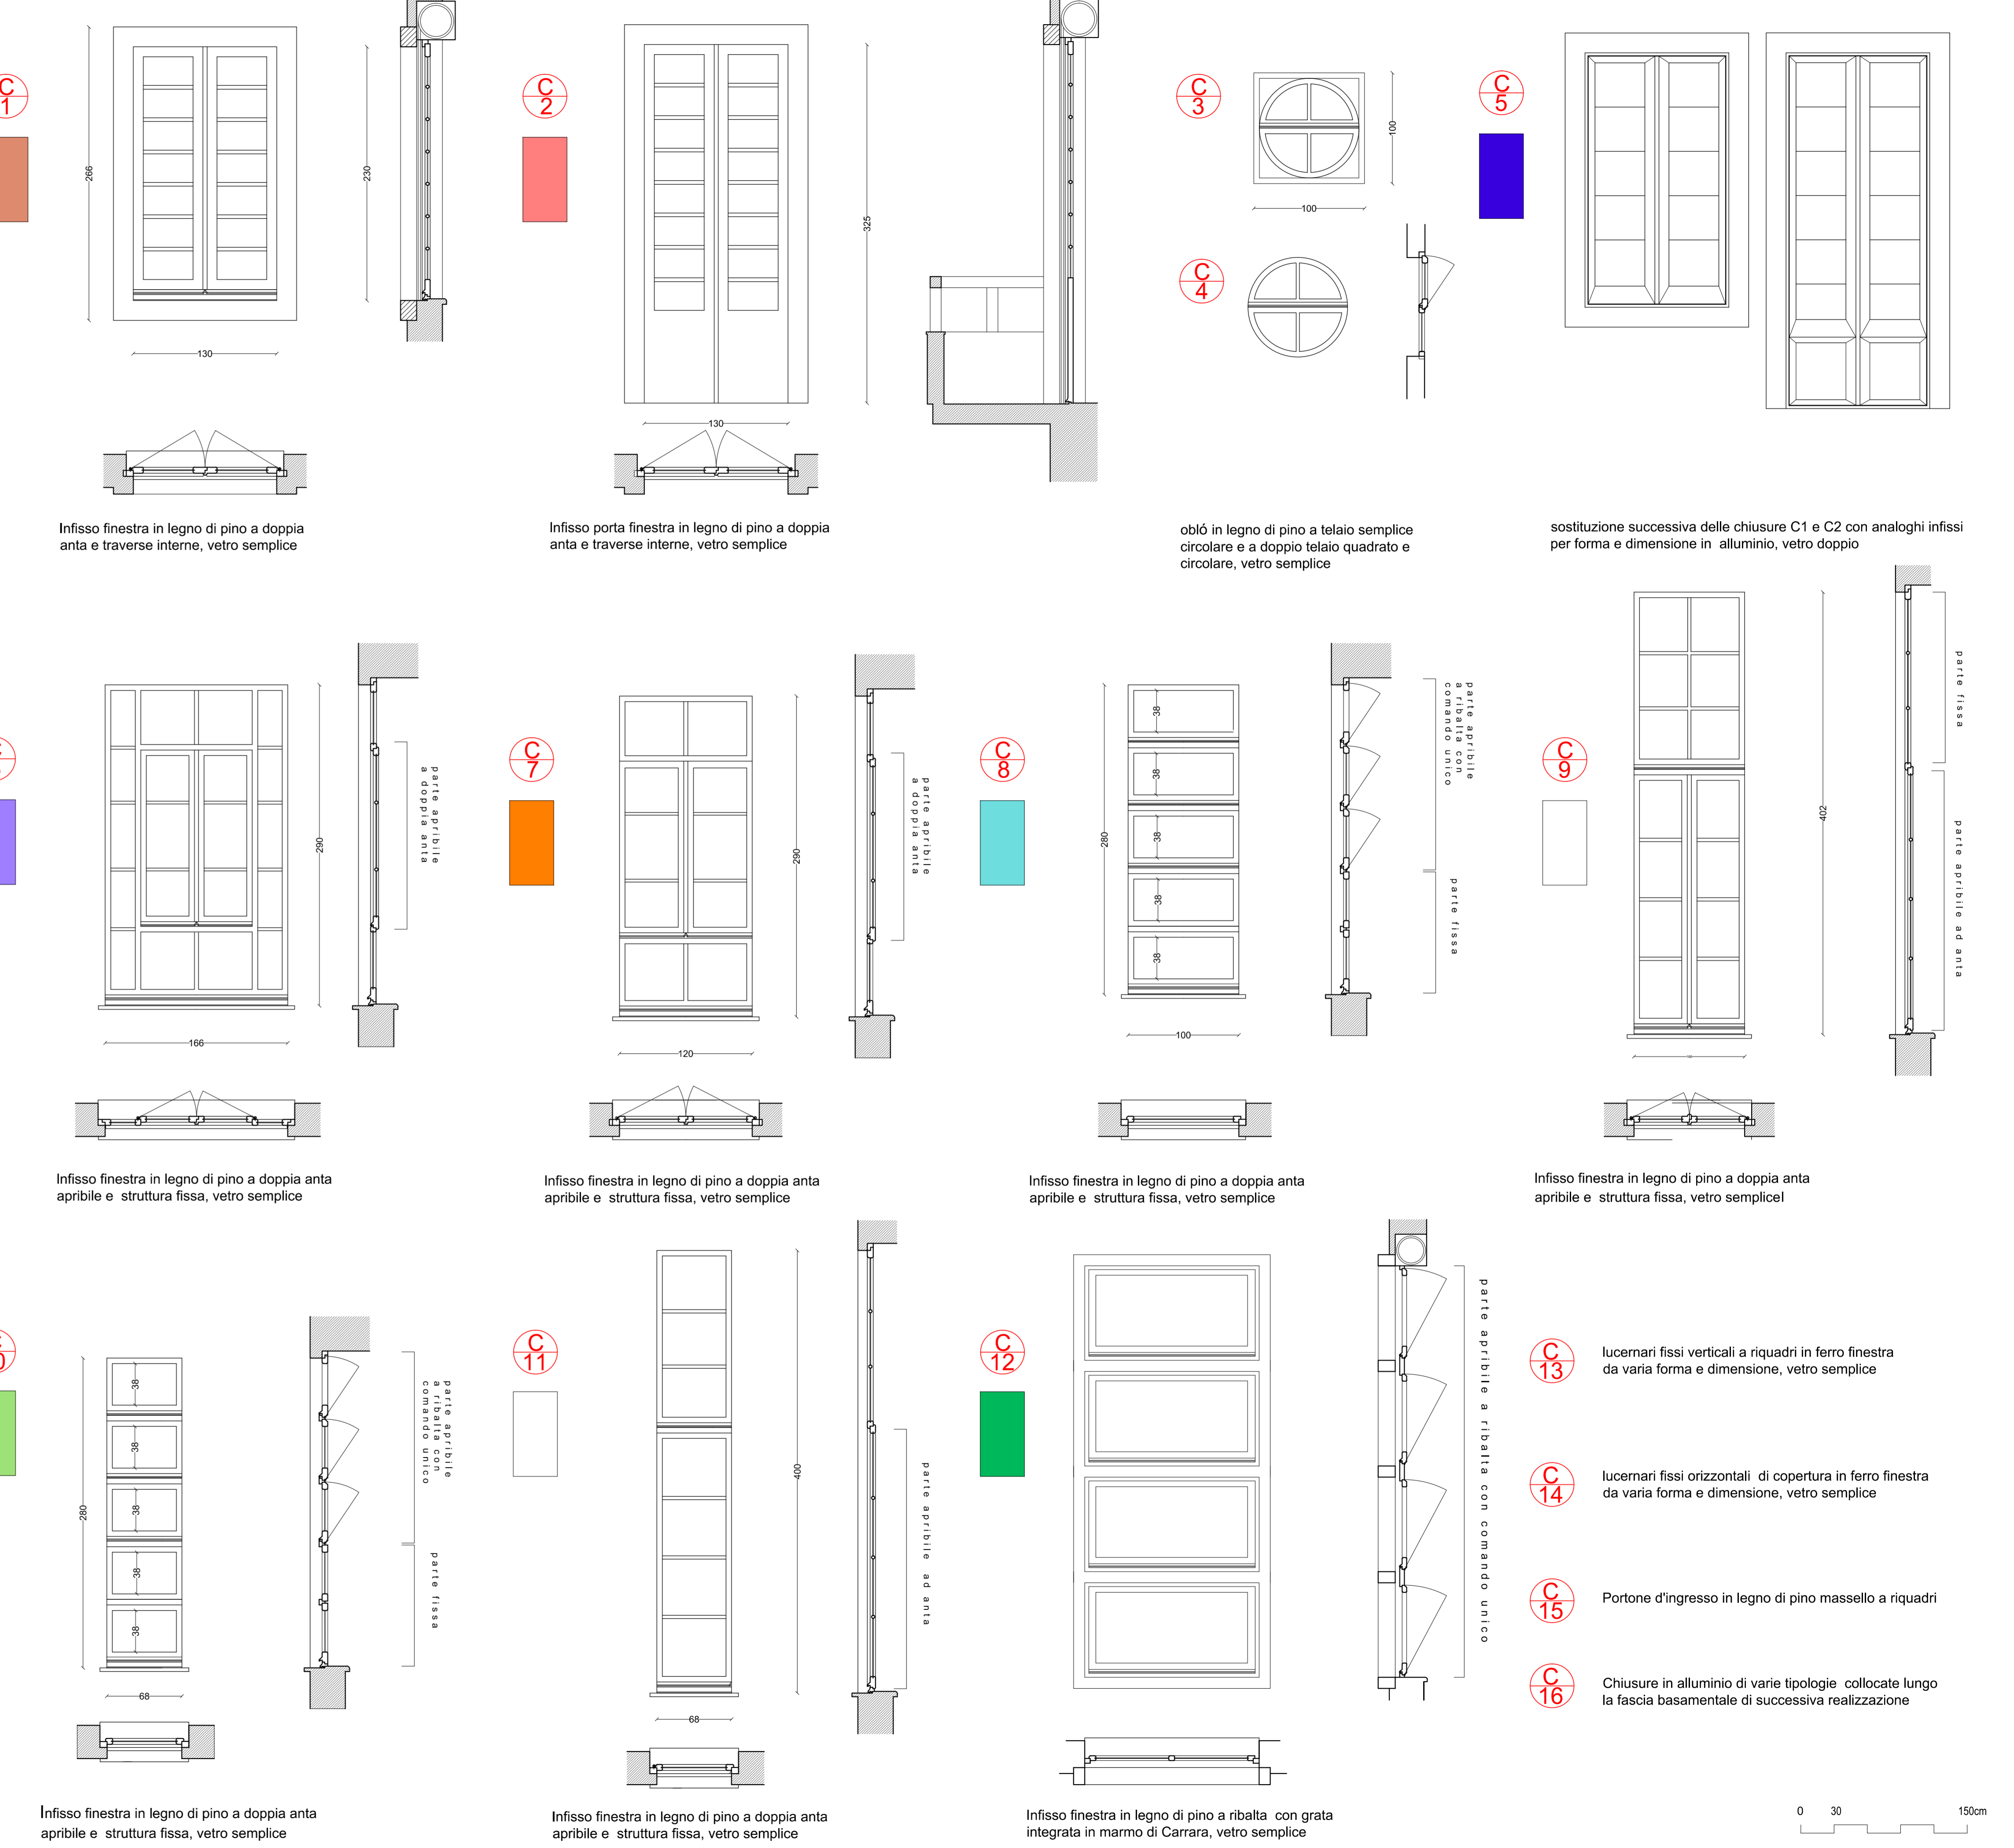 C
1
266
230
130
C
2
325
130
C
3
100
100
C
4
C
5
Infisso finestra in legno di pino a doppia
anta e traverse interne, vetro semplice
Infisso porta finestra in legno di pino a doppia
anta e traverse interne, vetro semplice
obló in legno di pino a telaio semplice
circolare e a doppio telaio quadrato e
circolare, vetro semplice
sostituzione successiva delle chiusure C1 e C2 con analoghi infissi
per forma e dimensione in alluminio, vetro doppio
290
166
parte apribile
a doppia anta
C
7
290
120
parte apribile
a doppia anta
C
8
280
38
38
38
38
38
100
parte apribile
a ribalta con
comando unico
parte fissa
C
9
402
parte fissa
parte apribile ad anta
Infisso finestra in legno di pino a doppia anta
apribile e struttura fissa, vetro semplice
Infisso finestra in legno di pino a doppia anta
apribile e struttura fissa, vetro semplice
Infisso finestra in legno di pino a doppia anta
apribile e struttura fissa, vetro semplice
Infisso finestra in legno di pino a doppia anta
apribile e struttura fissa, vetro semplicel
280
38
38
38
38
38
68
parte apribile
a ribalta con
comando unico
parte fissa
C
11
400
68
parte apribile ad anta
C
12
parte apribile a ribalta con comando unico
C
13
lucernari fissi verticali a riquadri in ferro finestra
da varia forma e dimensione, vetro semplice
C
14
lucernari fissi orizzontali di copertura in ferro finestra
da varia forma e dimensione, vetro semplice
C
15
Portone d'ingresso in legno di pino massello a riquadri
C
16
Chiusure in alluminio di varie tipologie collocate lungo
la fascia basamentale di successiva realizzazione
Infisso finestra in legno di pino a doppia anta
apribile e struttura fissa, vetro semplice
Infisso finestra in legno di pino a doppia anta
apribile e struttura fissa, vetro semplice
Infisso finestra in legno di pino a ribalta con grata
integrata in marmo di Carrara, vetro semplice
0 30 150cm